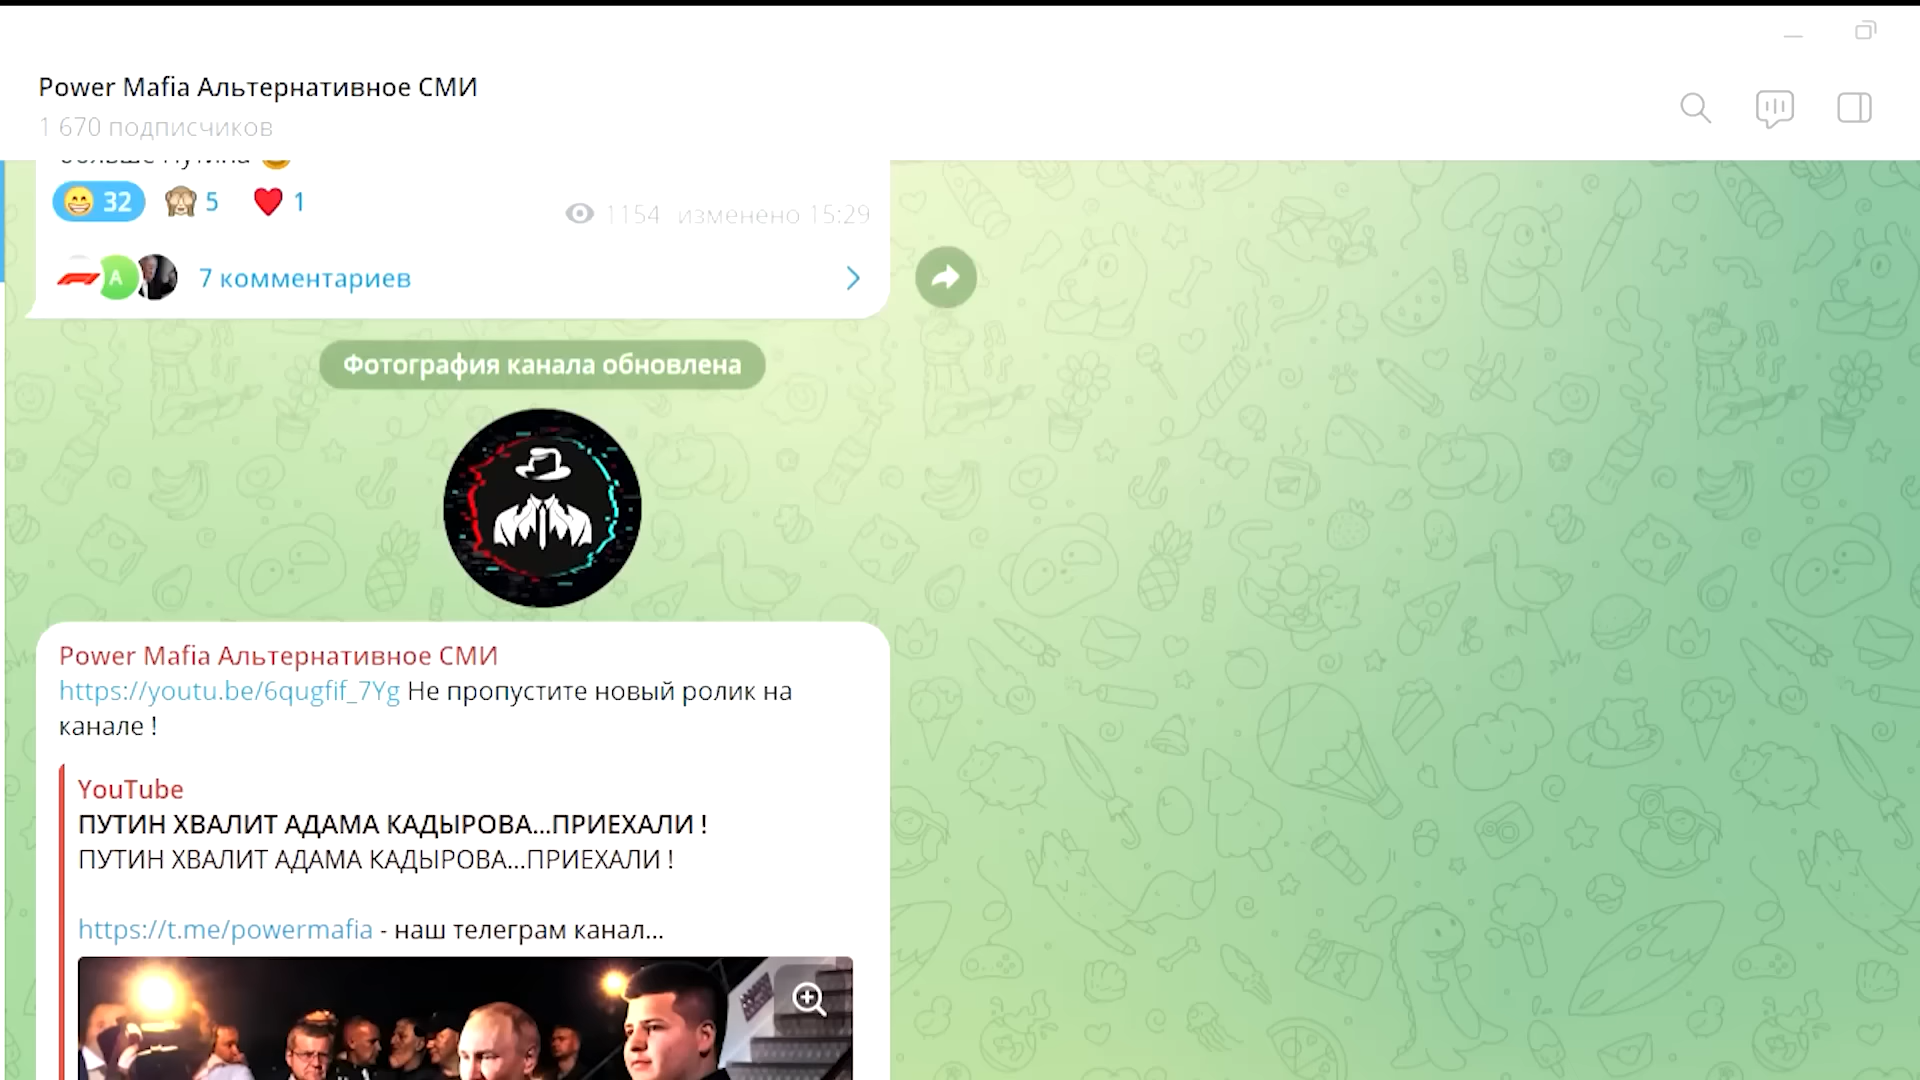 Power Mafia Альтернативное СМИ
1 670 подписчиков
больше Путина
32 5 1
1154 изменено 15:29
A
7 комментариев
Фотография канала обновлена
Power Mafia Альтернативное СМИ
https://youtu.be/6qugfif_7Yg Не пропустите новый ролик на
канале !
YouTube
ПУТИН ХВАЛИТ АДАМА КАДЫРОВА...ПРИЕХАЛИ !
ПУТИН ХВАЛИТ АДАМА КАДЫРОВА...ПРИЕХАЛИ !
https://t.me/powermafia - наш телеграм канал...